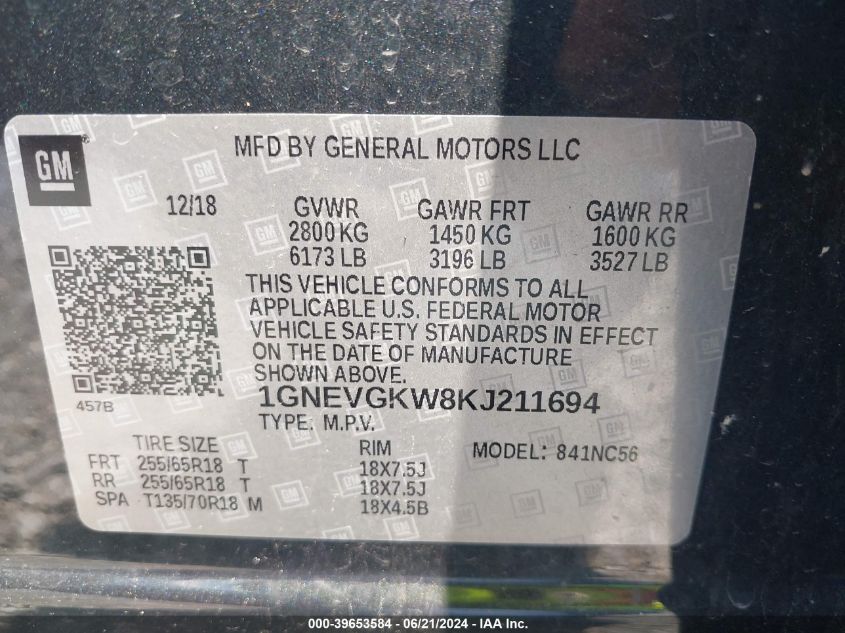 GM
MFD BY GENERAL MOTORS LLC
12/18 GVWR GAWR FRT GAWR RR
2800 KG 1450 KG 1600 KG
6173 LB 3196 LB 3527 LB
THIS VEHICLE CONFORMS TO ALL
APPLICABLE U.S. FEDERAL MOTOR
VEHICLE SAFETY STANDARDS IN EFFECT
ON THE DATE OF MANUFACTURE
SHOWN ABOVE.
457B
1GNEVGKW8KJ211694
TYPE: M.P.V.
TIRE SIZE RIM MODEL: 841NC56
FRT 255/65R18 T 18X7.5J
RR 255/65R18 T 18X7.5J
SPA T135/70R18 M 18X4.5B
000-39653584 - 06/21/2024 - IAA Inc.